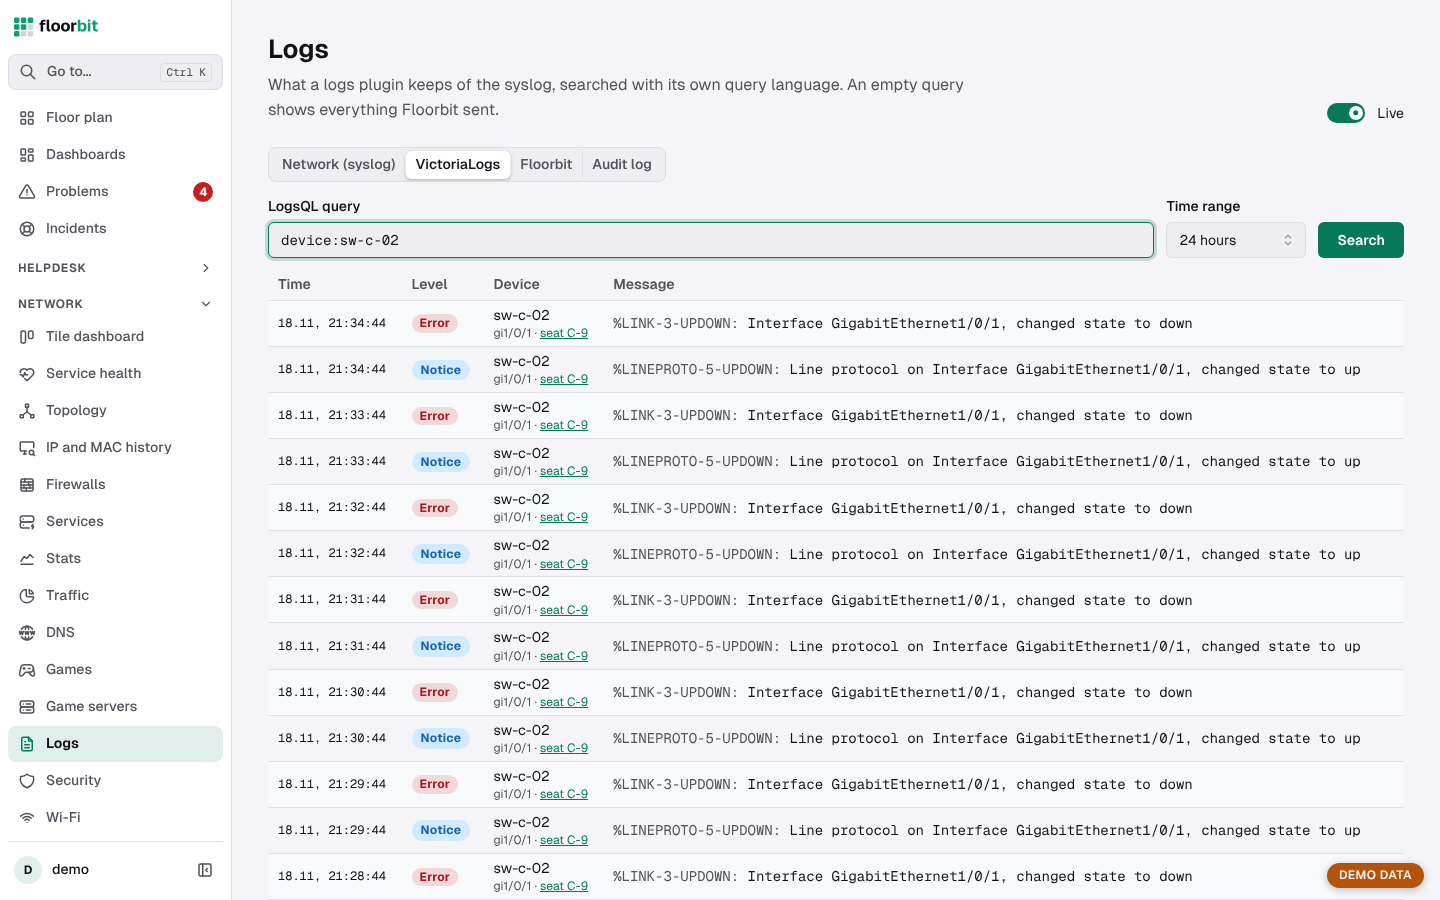 floorbit
Go to... Ctrl K
Floor plan
Dashboards
Problems 4
Incidents
HELPDESK
NETWORK
Tile dashboard
Service health
Topology
IP and MAC history
Firewalls
Services
Stats
Traffic
DNS
Games
Game servers
Logs
Security
Wi-Fi
D demo
Logs
What a logs plugin keeps of the syslog, searched with its own query language. An empty query
shows everything Floorbit sent.
Live
Network (syslog) VictoriaLogs Floorbit Audit log
LogsQL query Time range
device:sw-c-02 24 hours Search
Time Level Device Message
18.11, 21:34:44 Error sw-c-02 %LINK-3-UPDOWN: Interface GigabitEthernet1/0/1, changed state to down
gi1/0/1 · seat C-9
18.11, 21:34:44 Notice sw-c-02 %LINEPROTO-5-UPDOWN: Line protocol on Interface GigabitEthernet1/0/1, changed state to up
gi1/0/1 · seat C-9
18.11, 21:33:44 Error sw-c-02 %LINK-3-UPDOWN: Interface GigabitEthernet1/0/1, changed state to down
gi1/0/1 · seat C-9
18.11, 21:33:44 Notice sw-c-02 %LINEPROTO-5-UPDOWN: Line protocol on Interface GigabitEthernet1/0/1, changed state to up
gi1/0/1 · seat C-9
18.11, 21:32:44 Error sw-c-02 %LINK-3-UPDOWN: Interface GigabitEthernet1/0/1, changed state to down
gi1/0/1 · seat C-9
18.11, 21:32:44 Notice sw-c-02 %LINEPROTO-5-UPDOWN: Line protocol on Interface GigabitEthernet1/0/1, changed state to up
gi1/0/1 · seat C-9
18.11, 21:31:44 Error sw-c-02 %LINK-3-UPDOWN: Interface GigabitEthernet1/0/1, changed state to down
gi1/0/1 · seat C-9
18.11, 21:31:44 Notice sw-c-02 %LINEPROTO-5-UPDOWN: Line protocol on Interface GigabitEthernet1/0/1, changed state to up
gi1/0/1 · seat C-9
18.11, 21:30:44 Error sw-c-02 %LINK-3-UPDOWN: Interface GigabitEthernet1/0/1, changed state to down
gi1/0/1 · seat C-9
18.11, 21:30:44 Notice sw-c-02 %LINEPROTO-5-UPDOWN: Line protocol on Interface GigabitEthernet1/0/1, changed state to up
gi1/0/1 · seat C-9
18.11, 21:29:44 Error sw-c-02 %LINK-3-UPDOWN: Interface GigabitEthernet1/0/1, changed state to down
gi1/0/1 · seat C-9
18.11, 21:29:44 Notice sw-c-02 %LINEPROTO-5-UPDOWN: Line protocol on Interface GigabitEthernet1/0/1, changed state to up
gi1/0/1 · seat C-9
18.11, 21:28:44 Error sw-c-02 %LINK-3-UPDOWN: Interface GigabitEthernet1/0/1, changed state to down
gi1/0/1 · seat C-9
DEMO DATA